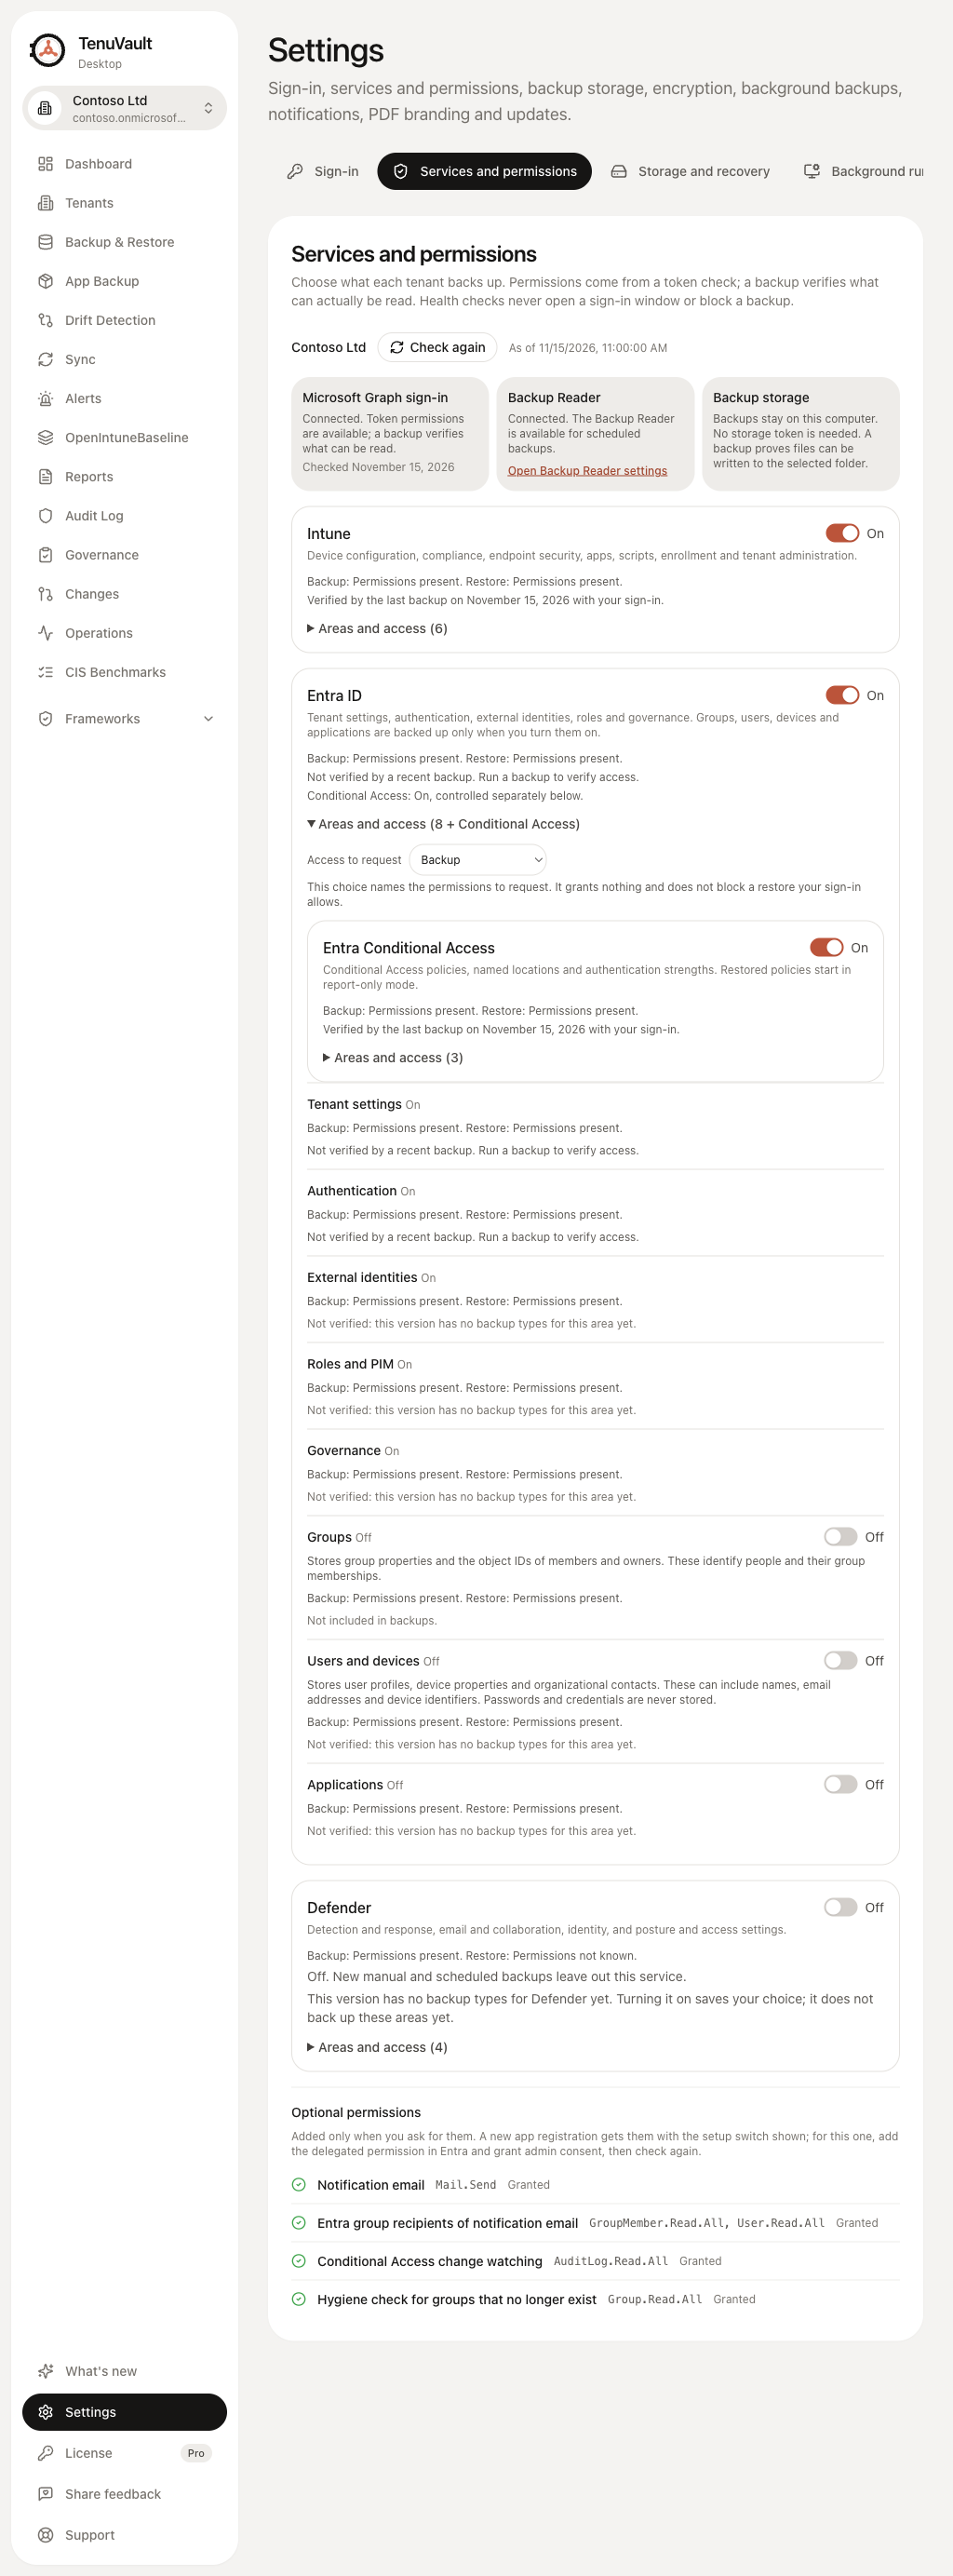 TenuVault
Desktop
Contoso Ltd
contoso.onmicrosof...
Dashboard
Tenants
Backup & Restore
App Backup
Drift Detection
Sync
Alerts
OpenIntuneBaseline
Reports
Audit Log
Governance
Changes
Operations
CIS Benchmarks
Frameworks
What's new
Settings
License
Pro
Share feedback
Support
Settings
Sign-in, services and permissions, backup storage, encryption, background backups,
notifications, PDF branding and updates.
Sign-in
Services and permissions
Storage and recovery
Background ru
Services and permissions
Choose what each tenant backs up. Permissions come from a token check; a backup verifies what
can actually be read. Health checks never open a sign-in window or block a backup.
Contoso Ltd
Check again
As of 11/15/2026, 11:00:00 AM
Microsoft Graph sign-in
Connected. Token permissions
are available; a backup verifies
what can be read.
Checked November 15, 2026
Backup Reader
Connected. The Backup Reader
is available for scheduled
backups.
Open Backup Reader settings
Backup storage
Backups stay on this computer.
No storage token is needed. A
backup proves files can be
written to the selected folder.
Intune
On
Device configuration, compliance, endpoint security, apps, scripts, enrollment and tenant administration.
Backup: Permissions present. Restore: Permissions present.
Verified by the last backup on November 15, 2026 with your sign-in.
Areas and access (6)
Entra ID
On
Tenant settings, authentication, external identities, roles and governance. Groups, users, devices and
applications are backed up only when you turn them on.
Backup: Permissions present. Restore: Permissions present.
Not verified by a recent backup. Run a backup to verify access.
Conditional Access: On, controlled separately below.
Areas and access (8 + Conditional Access)
Access to request
Backup
This choice names the permissions to request. It grants nothing and does not block a restore your sign-in
allows.
Entra Conditional Access
On
Conditional Access policies, named locations and authentication strengths. Restored policies start in
report-only mode.
Backup: Permissions present. Restore: Permissions present.
Verified by the last backup on November 15, 2026 with your sign-in.
Areas and access (3)
Tenant settings On
Backup: Permissions present. Restore: Permissions present.
Not verified by a recent backup. Run a backup to verify access.
Authentication On
Backup: Permissions present. Restore: Permissions present.
Not verified by a recent backup. Run a backup to verify access.
External identities On
Backup: Permissions present. Restore: Permissions present.
Not verified: this version has no backup types for this area yet.
Roles and PIM On
Backup: Permissions present. Restore: Permissions present.
Not verified: this version has no backup types for this area yet.
Governance On
Backup: Permissions present. Restore: Permissions present.
Not verified: this version has no backup types for this area yet.
Groups Off
Off
Stores group properties and the object IDs of members and owners. These identify people and their group
memberships.
Backup: Permissions present. Restore: Permissions present.
Not included in backups.
Users and devices Off
Off
Stores user profiles, device properties and organizational contacts. These can include names, email
addresses and device identifiers. Passwords and credentials are never stored.
Backup: Permissions present. Restore: Permissions present.
Not verified: this version has no backup types for this area yet.
Applications Off
Off
Backup: Permissions present. Restore: Permissions present.
Not verified: this version has no backup types for this area yet.
Defender
Off
Detection and response, email and collaboration, identity, and posture and access settings.
Backup: Permissions present. Restore: Permissions not known.
Off. New manual and scheduled backups leave out this service.
This version has no backup types for Defender yet. Turning it on saves your choice; it does not
back up these areas yet.
Areas and access (4)
Optional permissions
Added only when you ask for them. A new app registration gets them with the setup switch shown; for this one, add
the delegated permission in Entra and grant admin consent, then check again.
Notification email Mail.Send Granted
Entra group recipients of notification email GroupMember.Read.All, User.Read.All Granted
Conditional Access change watching AuditLog.Read.All Granted
Hygiene check for groups that no longer exist Group.Read.All Granted